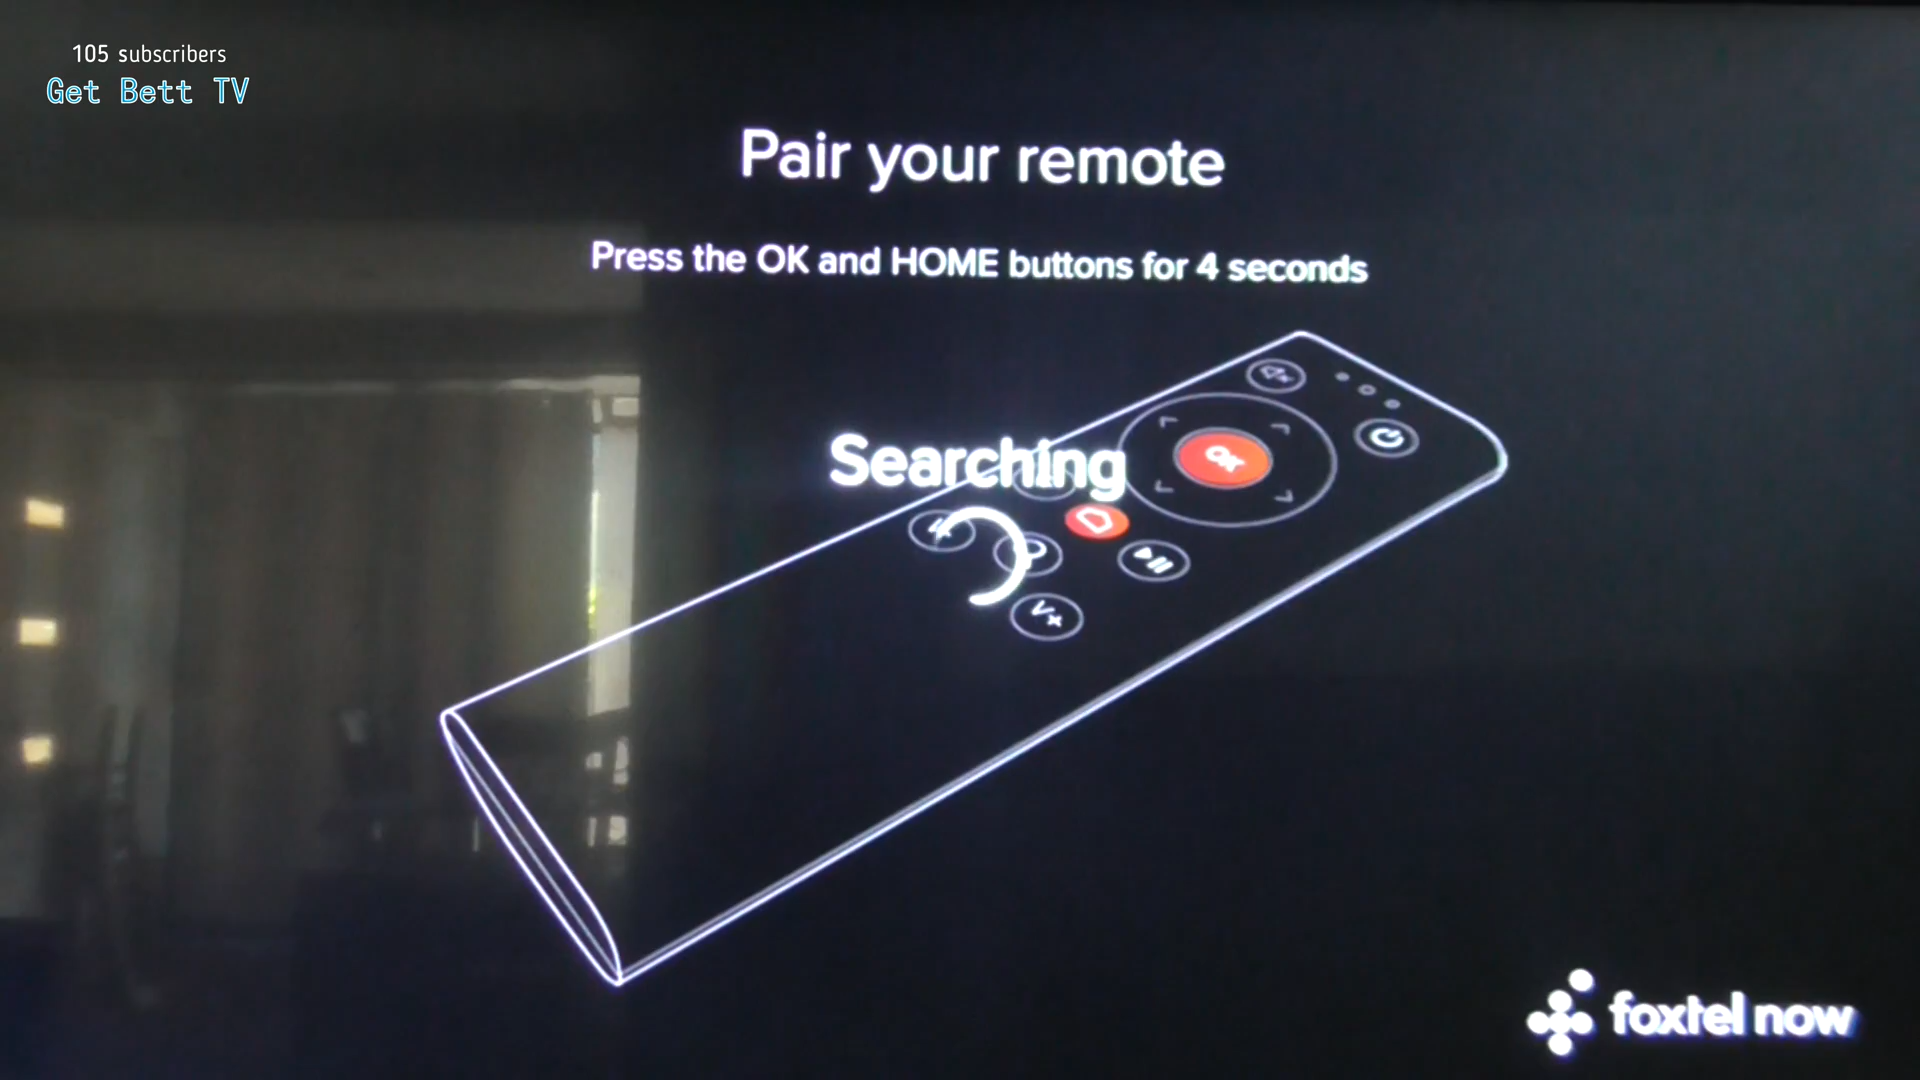 105 subscribers
Get Bett TV
Pair your remote
Press the OK and HOME buttons for 4 seconds
OK
Searching
foxtel now